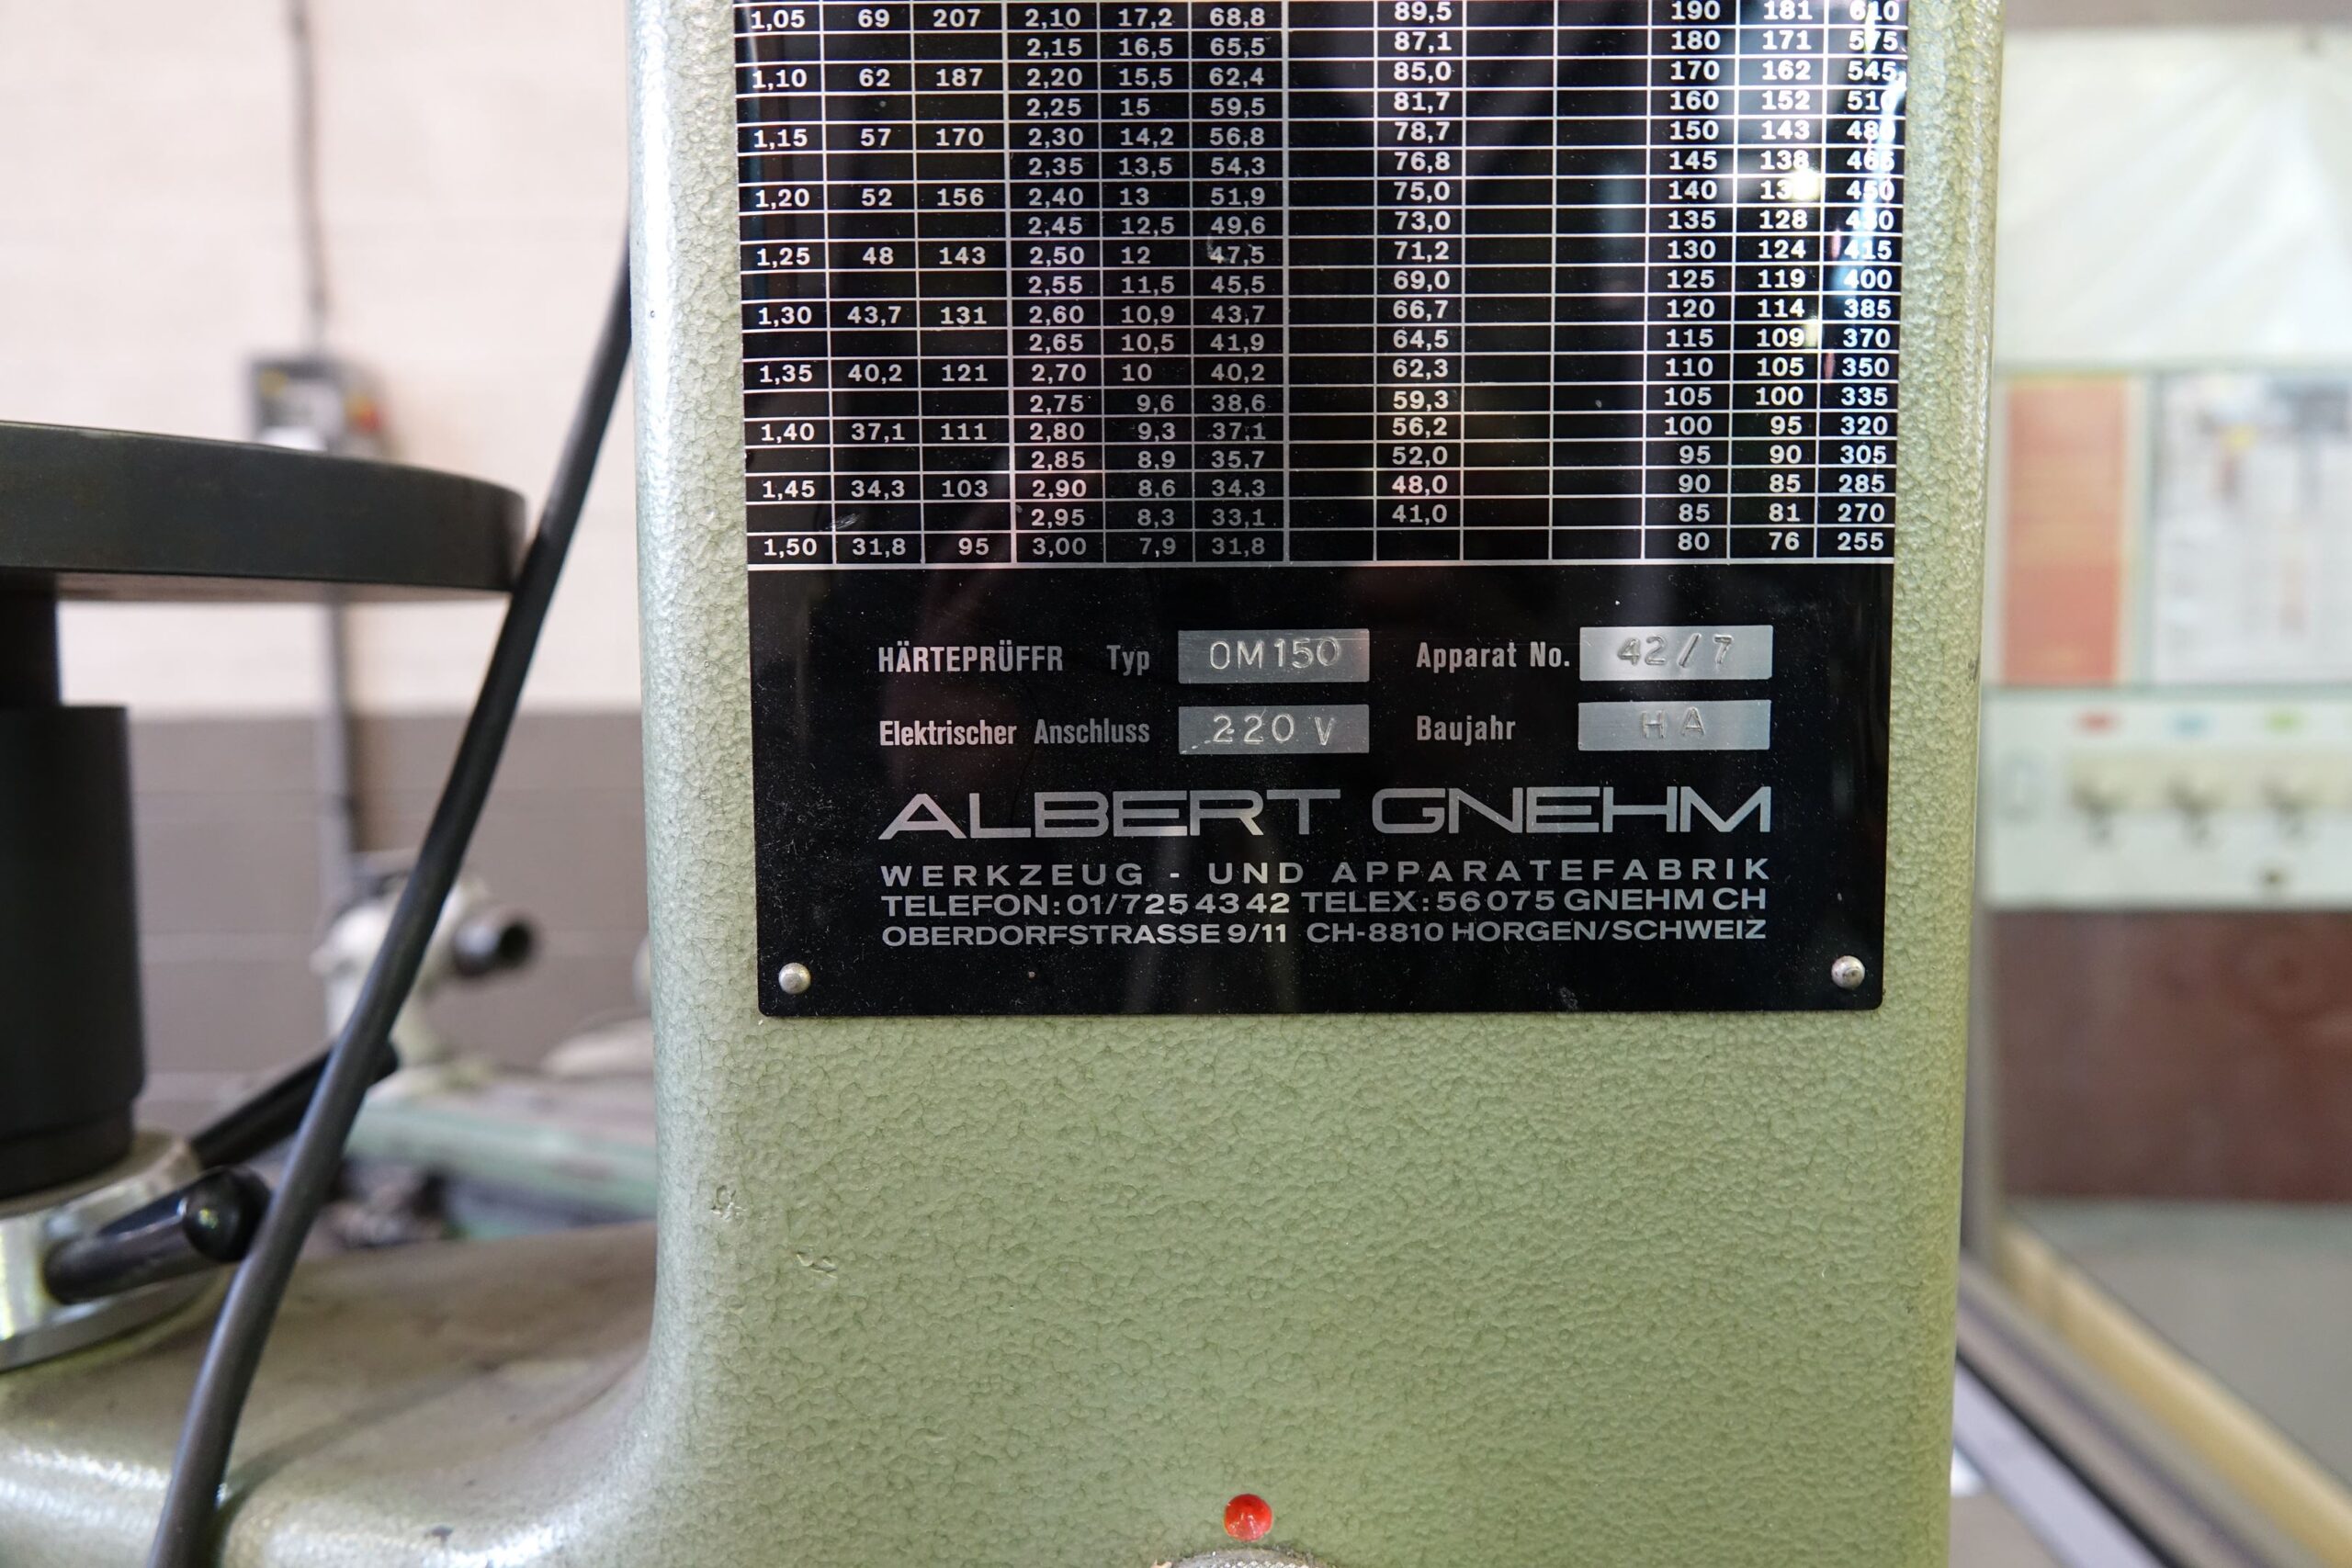 1,05 69 207 2,10 17,2 68,8 89,5 190 181 610
2,15 16,5 65,5 87,1 180 171 575
1,10 62 187 2,20 15,5 62,4 85,0 170 162 545
2,25 15 59,5 81,7 160 152 510
1,15 57 170 2,30 14,2 56,8 78,7 150 143 480
2,35 13,5 54,3 76,8 145 138 465
1,20 52 156 2,40 13 51,9 75,0 140 450
2,45 12,5 49,6 73,0 135 128 430
1,25 48 143 2,50 12 47,5 71,2 130 124 415
2,55 11,5 45,5 69,0 125 119 400
1,30 43,7 131 2,60 10,9 43,7 66,7 120 114 385
2,65 10,5 41,9 64,5 115 109 370
1,35 40,2 121 2,70 10 40,2 62,3 110 105 350
2,75 9,6 38,6 59,3 105 100 335
1,40 37,1 111 2,80 9,3 37,1 56,2 100 95 320
2,85 8,9 35,7 52,0 95 90 305
1,45 34,3 103 2,90 8,6 34,3 48,0 90 85 285
2,95 8,3 33,1 41,0 85 81 270
1,50 31,8 95 3,00 7,9 31,8 80 76 255
HÄRTEPRÜFFR Typ OM150 Apparat No. 42/7
Elektrischer Anschluss 220 V Baujahr HA
ALBERT GNEHM
WERKZEUG - UND APPARATEFABRIK
TELEFON: 01/725 43 42 TELEX: 56 075 GNEHM CH
OBERDORFSTRASSE 9/11 CH-8810 HORGEN/SCHWEIZ